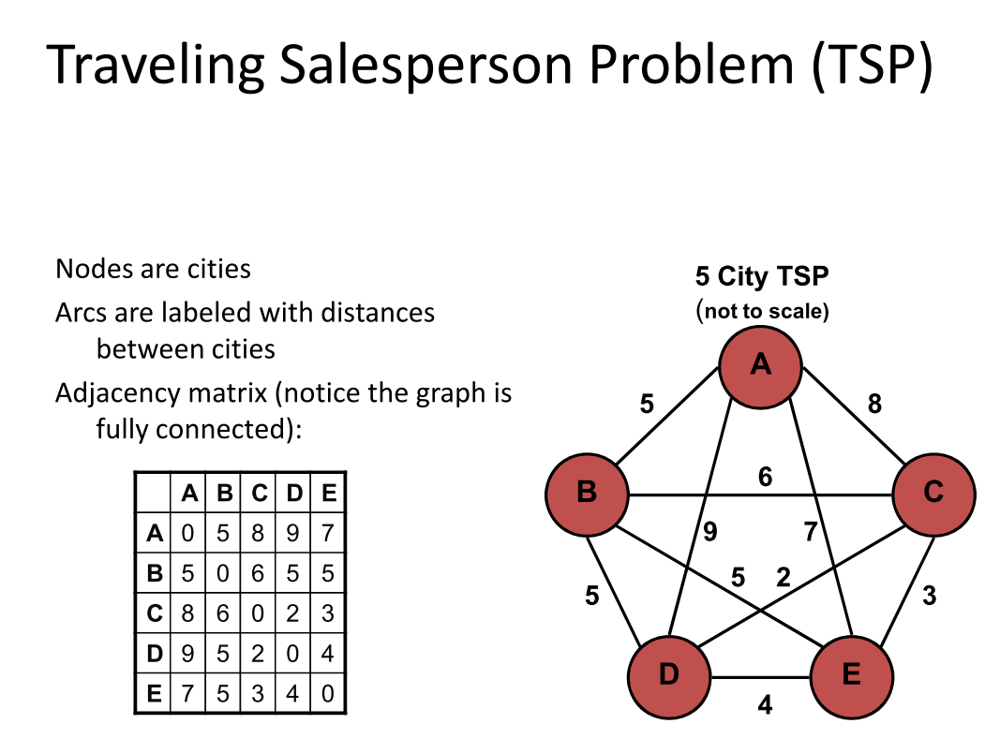 Traveling Salesperson Problem (TSP)
Nodes are cities
Arcs are labeled with distances
between cities
Adjacency matrix (notice the graph is
fully connected):
A B C D E
A 0 5 8 9 7
B 5 0 6 5 5
C 8 6 0 2 3
D 9 5 2 0 4
E 7 5 3 4 0
5 City TSP
(not to scale)
A
5
8
B
6
C
9
7
5
2
5
3
D
E
4